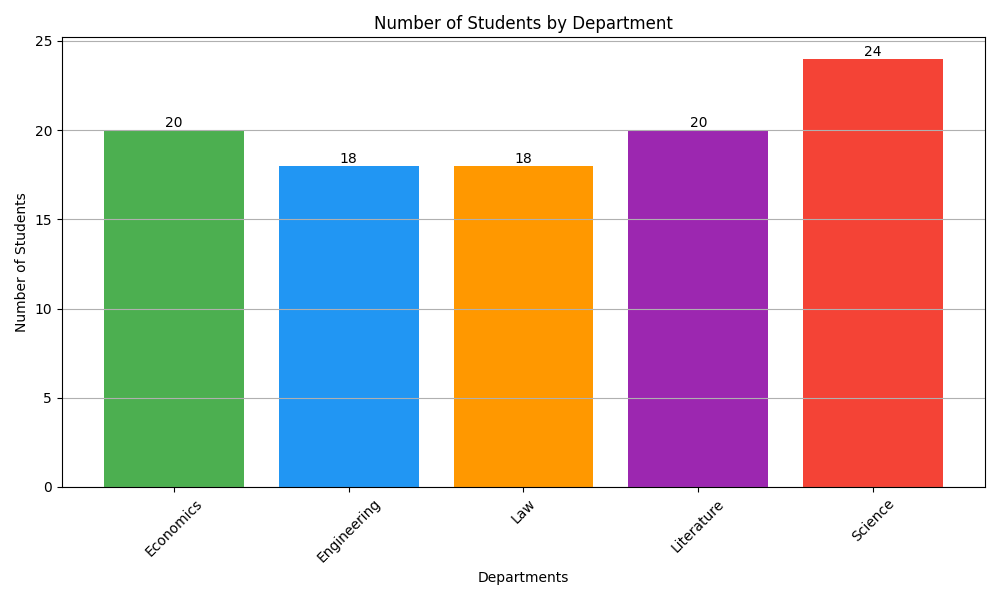 Number of Students by Department
Number of Students
25
20
15
10
5
0
20
18
18
20
24
Economics
Engineering
Law
Literature
Science
Departments